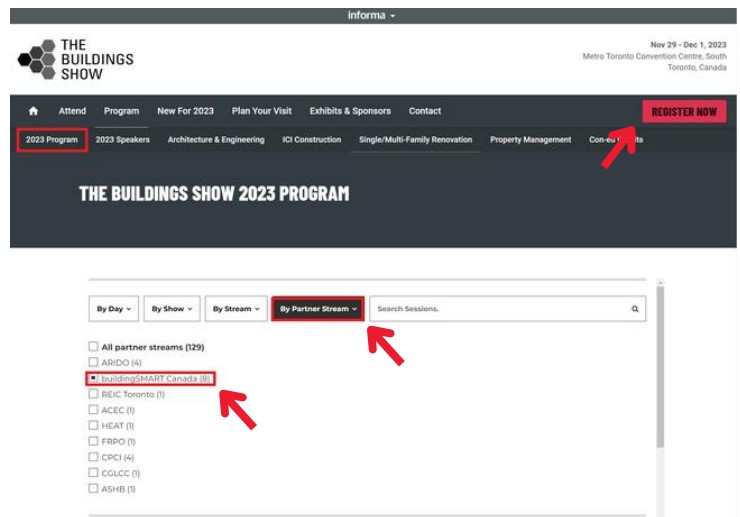 informa
THE
BUILDINGS
SHOW
Nov 29 - Dec 1, 2023
Metro Toronto Convention Centre, South
Toronto, Canada
Attend Program New For 2023 Plan Your Visit Exhibits & Sponsors Contact REGISTER NOW
2023 Program 2023 Speakers Architecture & Engineering ICI Construction Single/Multi-Family Renovation Property Management Con-ed
THE BUILDINGS SHOW 2023 PROGRAM
By Day By Show By Stream By Partner Stream Search Sessions.
All partner streams (129)
ARIDO (4)
buildingSMART Canada (8)
REIC Toronto (1)
ACEC (1)
HEAT (1)
FRPO (1)
CPCI (4)
CGLCC (1)
ASHB (1)